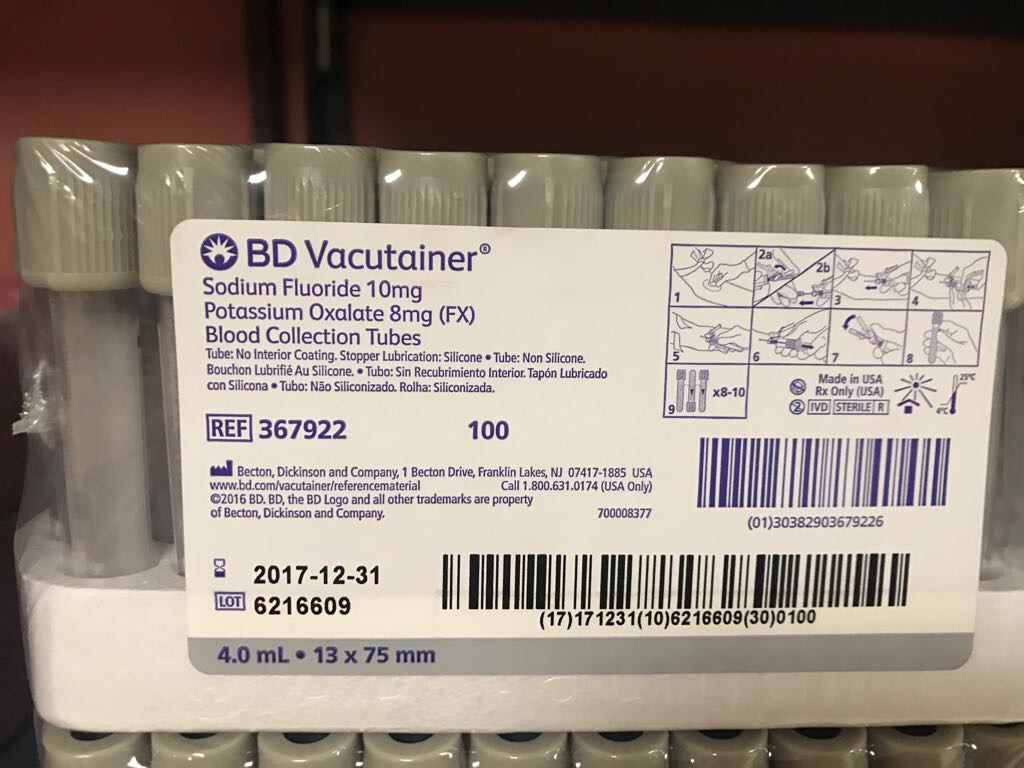 BD Vacutainer®
Sodium Fluoride 10mg
Potassium Oxalate 8mg (FX)
Blood Collection Tubes
Tube: No Interior Coating. Stopper Lubrication: Silicone • Tube: Non Silicone.
Bouchon Lubrifié Au Silicone. • Tubo: Sin Recubrimiento Interior. Tapón Lubricado
con Silicona • Tubo: Não Siliconizado. Rolha: Siliconizada.
REF 367922 100
Becton, Dickinson and Company, 1 Becton Drive, Franklin Lakes, NJ 07417-1885 USA
www.bd.com/vacutainer/referencematerial Call 1.800.631.0174 (USA Only)
©2016 BD. BD, the BD Logo and all other trademarks are property
of Becton, Dickinson and Company. 700008377
2017-12-31
LOT 6216609
4.0 mL • 13 x 75 mm
1 2a 2b 3 4
5 6 7 8
9 x8-10
Made in USA
Rx Only (USA)
2 IVD STERILE R
25°C
4°C
(01)30382903679226
(17)171231(10)6216609(30)0100